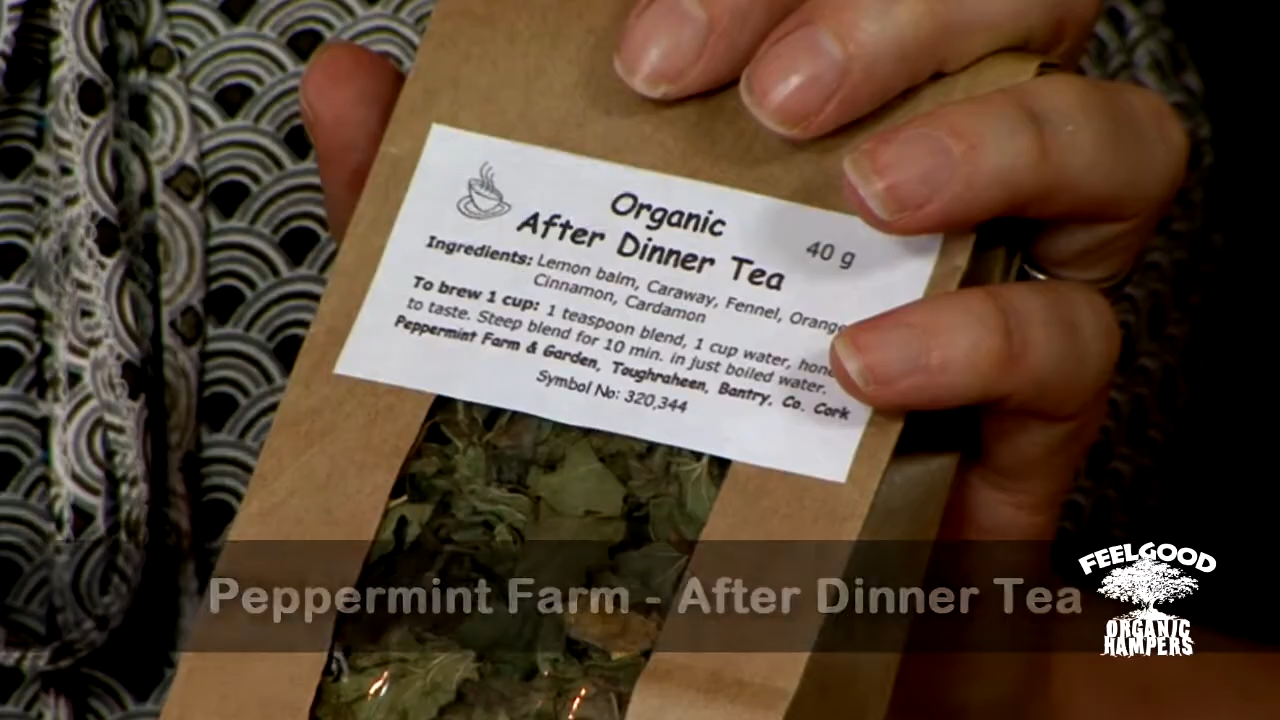 Organic
After Dinner Tea
40 g
Ingredients: Lemon balm, Caraway, Fennel, Orange
Cinnamon, Cardamon
To brew 1 cup: 1 teaspoon blend, 1 cup water,
to taste. Steep blend for 10 min. in just boiled water.
Peppermint Farm & Garden, Toughraheen, Bantry, Co. Cork
Symbol No: 320,344
Peppermint Farm - After Dinner Tea
FEELGOOD
ORGANIC
HAMPERS